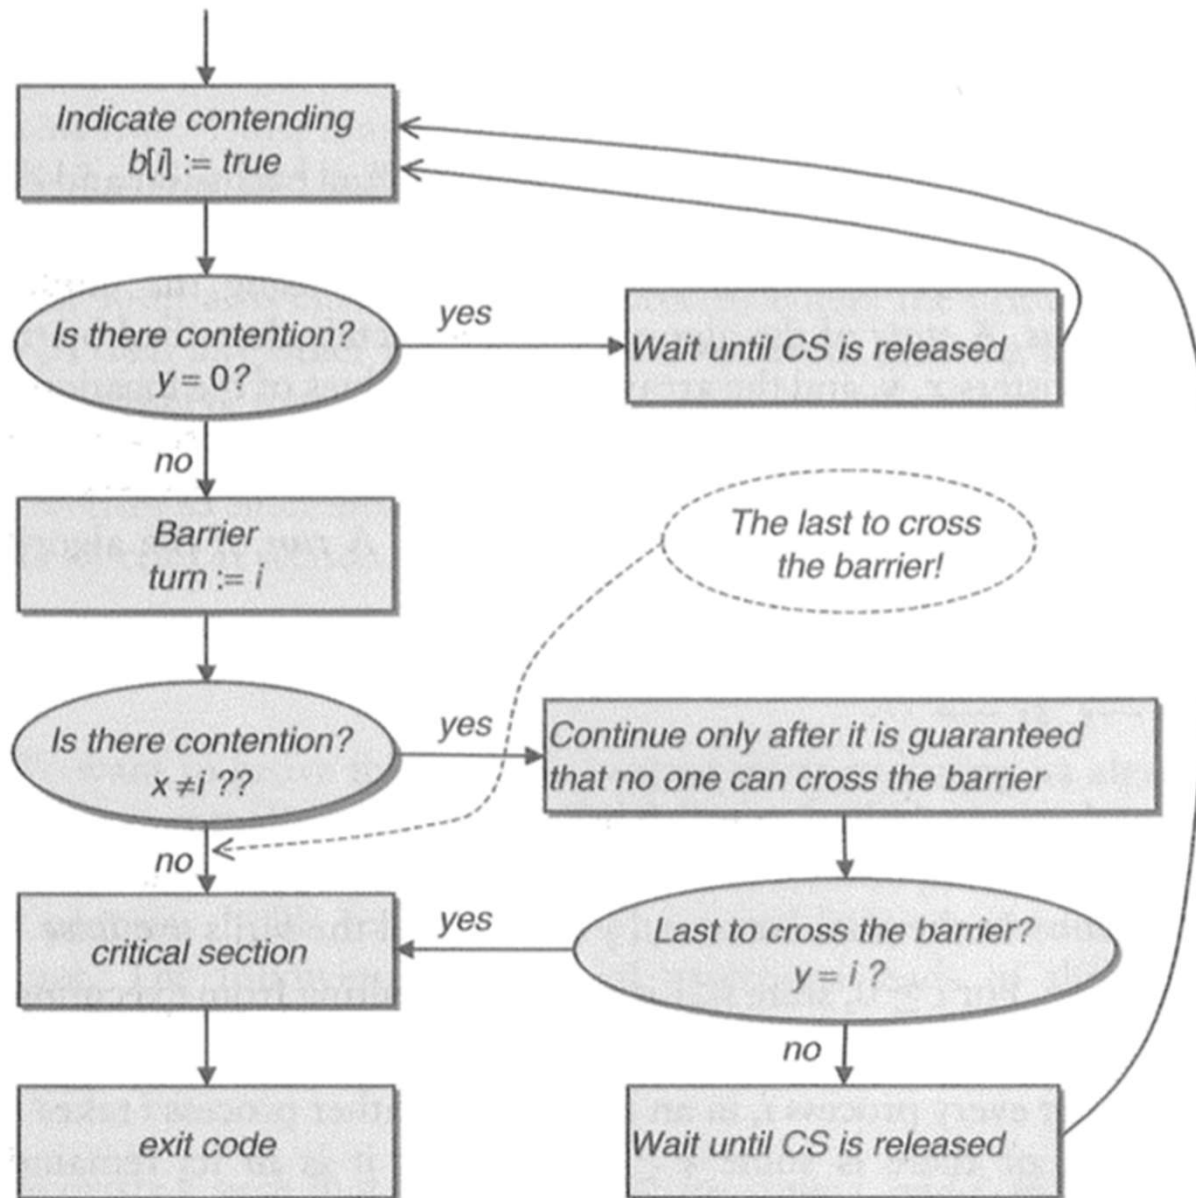 Indicate contending
b[i] := true
Is there contention?
y = 0?
yes
Wait until CS is released
no
Barrier
turn := i
The last to cross
the barrier!
Is there contention?
x ≠ i ??
yes
Continue only after it is guaranteed
that no one can cross the barrier
no
critical section
yes
Last to cross the barrier?
y = i ?
no
exit code
Wait until CS is released